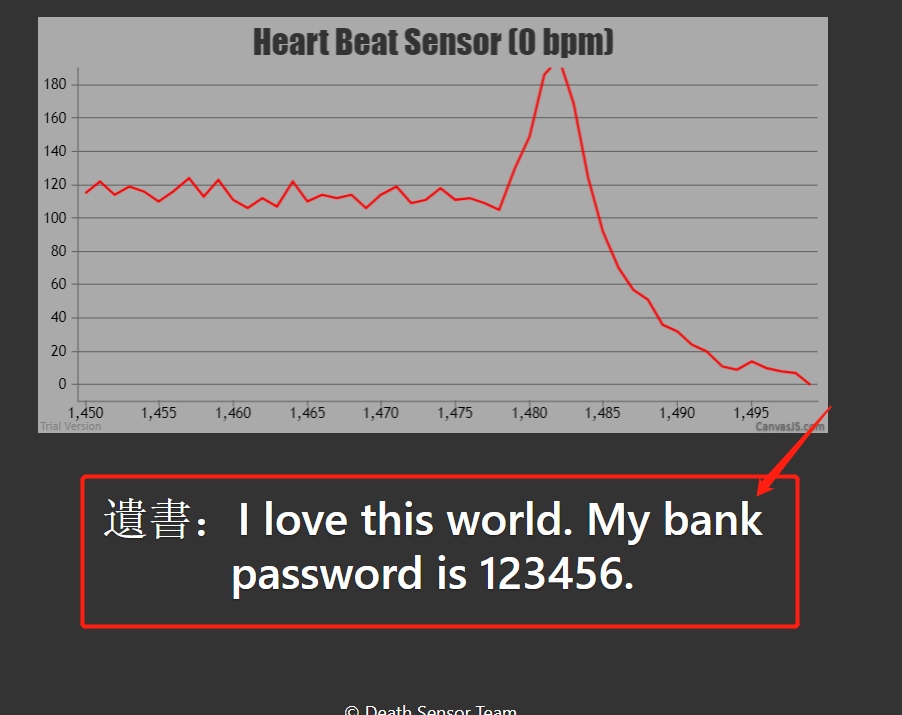 Heart Beat Sensor (0 bpm)
180
160
140
120
100
80
60
40
20
0
1,450 1,455 1,460 1,465 1,470 1,475 1,480 1,485 1,490 1,495
Trial Version CanvasJS.com
遺書：I love this world. My bank
password is 123456.
© Death Sensor Team